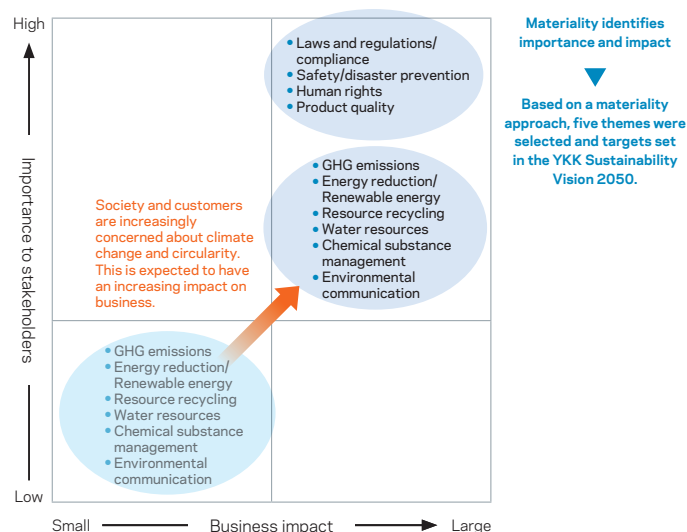 High
Importance to stakeholders
Low
• Laws and regulations/
compliance
• Safety/disaster prevention
• Human rights
• Product quality
• GHG emissions
• Energy reduction/
Renewable energy
• Resource recycling
• Water resources
• Chemical substance
management
• Environmental
communication
Society and customers
are increasingly
concerned about climate
change and circularity.
This is expected to have
an increasing impact on
business.
• GHG emissions
• Energy reduction/
Renewable energy
• Resource recycling
• Water resources
• Chemical substance
management
• Environmental
communication
Small
Business impact
Large
Materiality identifies
importance and impact
Based on a materiality
approach, five themes were
selected and targets set
in the YKK Sustainability
Vision 2050.